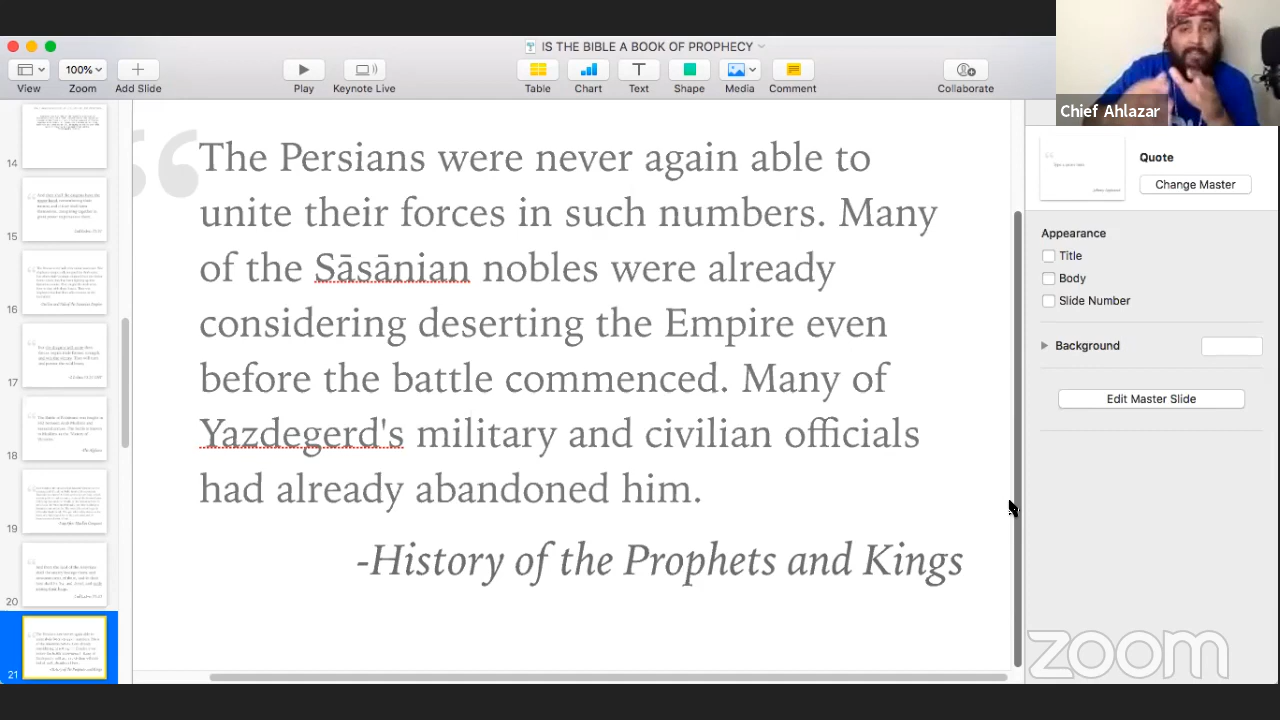 IS THE BIBLE A BOOK OF PROPHECY
100%
View
Zoom
Add Slide
Play
Keynote Live
Table
Chart
Text
Shape
Media
Comment
Collaborate
Chief Ahlazar
14
15
16
17
18
19
20
21
“
The Persians were never again able to
unite their forces in such numbers. Many
of the Sāsānian nobles were already
considering deserting the Empire even
before the battle commenced. Many of
Yazdegerd's military and civilian officials
had already abandoned him.
-History of the Prophets and Kings
Quote
Change Master
Appearance
Title
Body
Slide Number
Background
Edit Master Slide
zoom